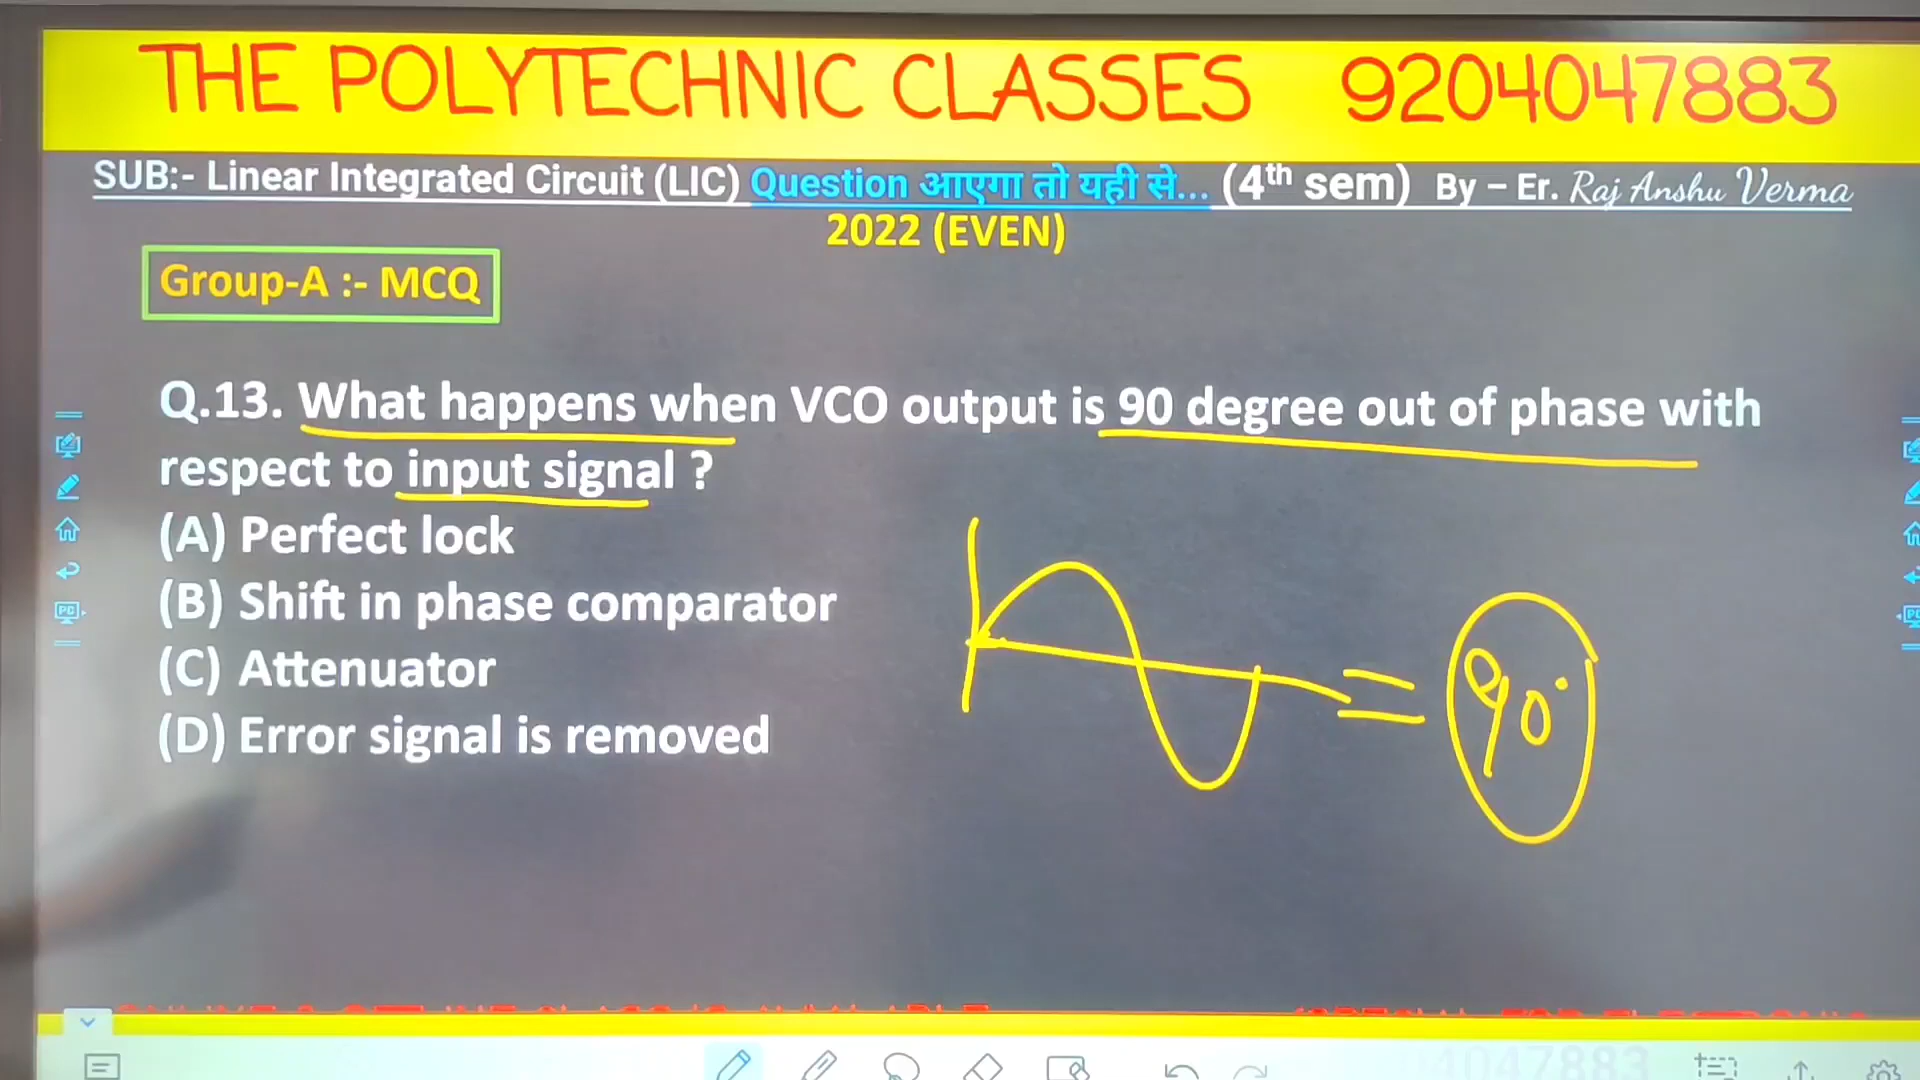 THE POLYTECHNIC CLASSES 9204047883
SUB:- Linear Integrated Circuit (LIC) Question आएगा तो यही से... (4th sem) By – Er. Raj Anshu Verma
2022 (EVEN)
Group-A :- MCQ
Q.13. What happens when VCO output is 90 degree out of phase with
respect to input signal ?
(A) Perfect lock
(B) Shift in phase comparator
(C) Attenuator
(D) Error signal is removed
= 90°
PC